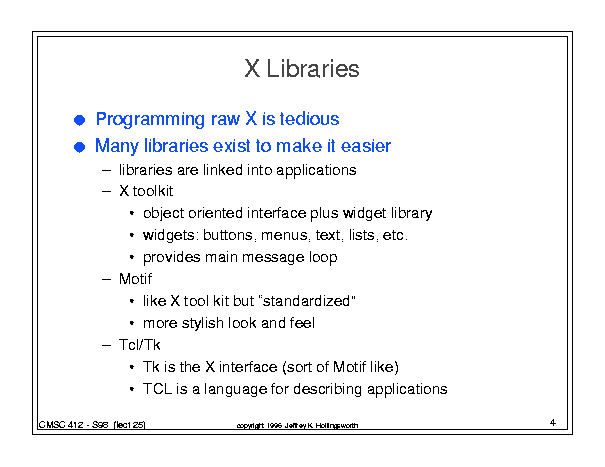 X Libraries
● Programming raw X is tedious
● Many libraries exist to make it easier
– libraries are linked into applications
– X toolkit
• object oriented interface plus widget library
• widgets: buttons, menus, text, lists, etc.
• provides main message loop
– Motif
• like X tool kit but "standardized"
• more stylish look and feel
– Tcl/Tk
• Tk is the X interface (sort of Motif like)
• TCL is a language for describing applications
CMSC 412 - S98 (lect 25)
copyright 1996 Jeffrey K. Hollingsworth
4